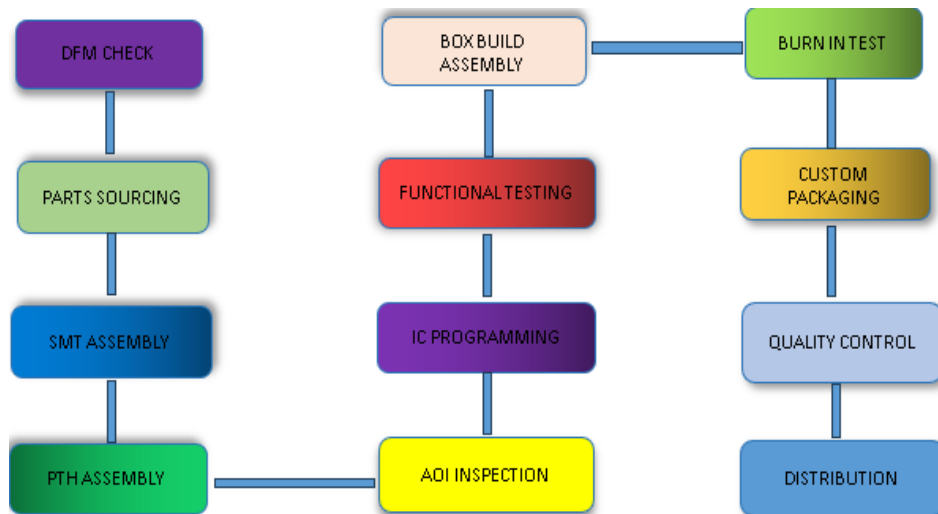 DFM CHECK
PARTS SOURCING
SMT ASSEMBLY
PTH ASSEMBLY
AOI INSPECTION
IC PROGRAMMING
FUNCTIONAL TESTING
BOX BUILD
ASSEMBLY
BURN IN TEST
CUSTOM
PACKAGING
QUALITY CONTROL
DISTRIBUTION